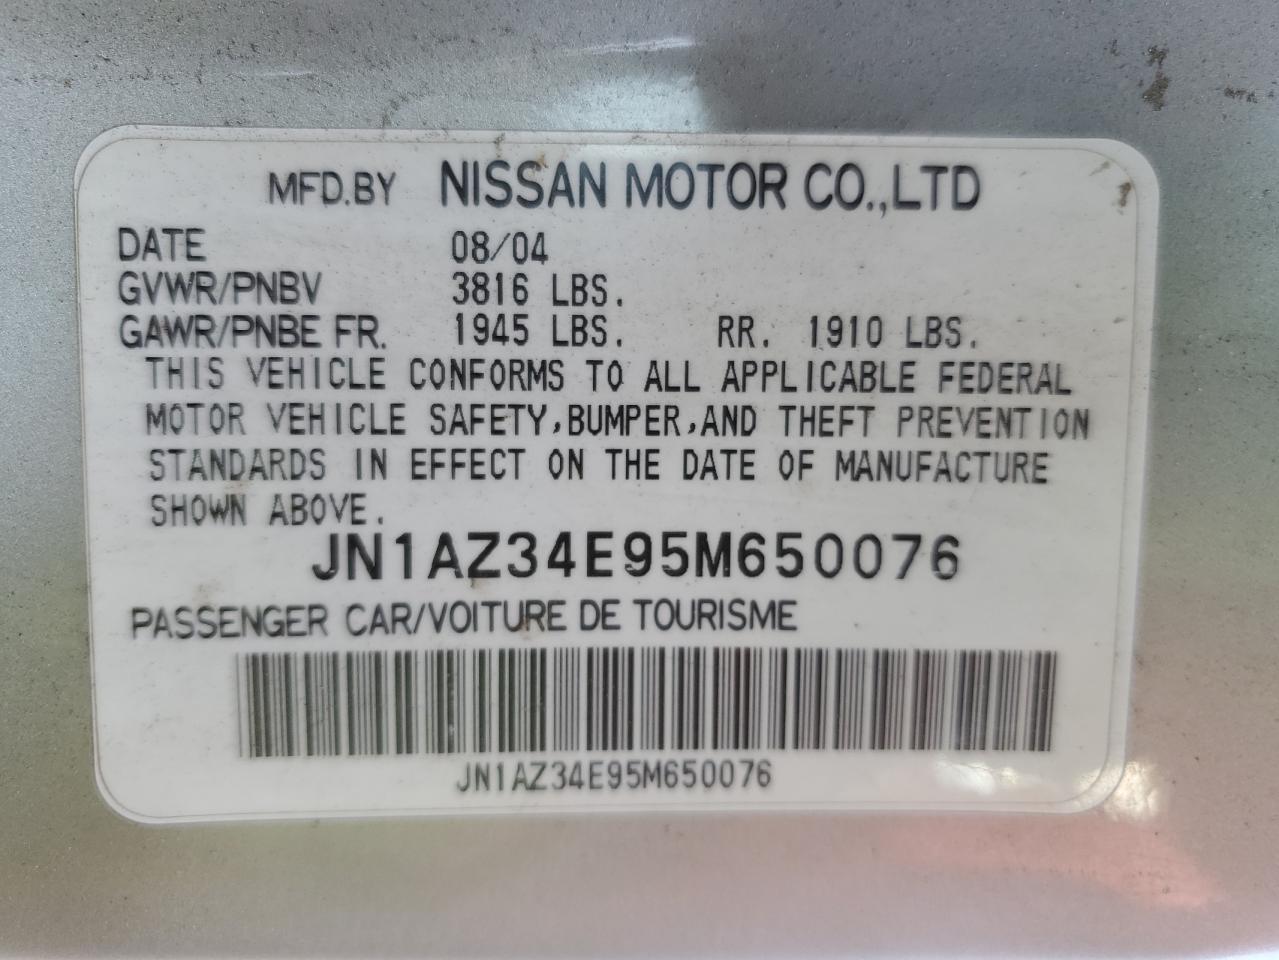 MFD.BY NISSAN MOTOR CO.,LTD
DATE 08/04
GVWR/PNBV 3816 LBS.
GAWR/PNBE FR. 1945 LBS. RR. 1910 LBS.
THIS VEHICLE CONFORMS TO ALL APPLICABLE FEDERAL
MOTOR VEHICLE SAFETY,BUMPER,AND THEFT PREVENTION
STANDARDS IN EFFECT ON THE DATE OF MANUFACTURE
SHOWN ABOVE.
JN1AZ34E95M650076
PASSENGER CAR/VOITURE DE TOURISME
JN1AZ34E95M650076